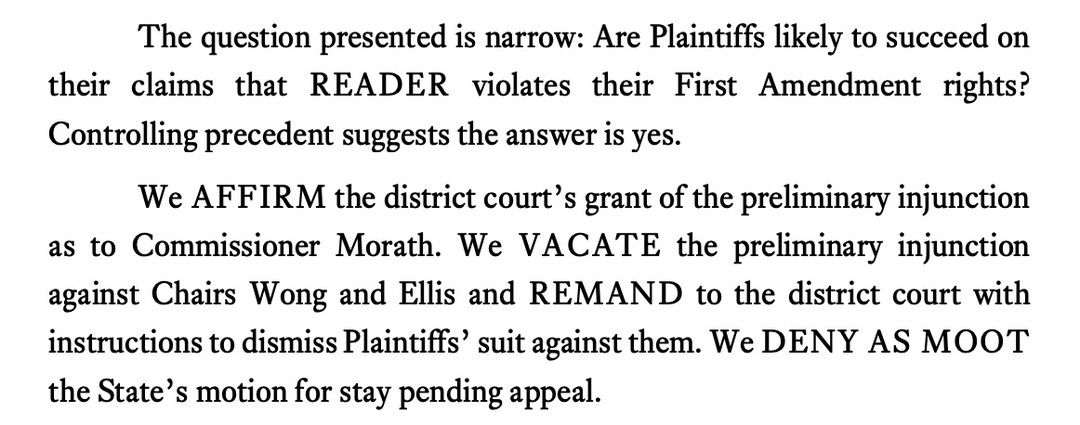 The question presented is narrow: Are Plaintiffs likely to succeed on
their claims that READER violates their First Amendment rights?
Controlling precedent suggests the answer is yes.
We AFFIRM the district court’s grant of the preliminary injunction
as to Commissioner Morath. We VACATE the preliminary injunction
against Chairs Wong and Ellis and REMAND to the district court with
instructions to dismiss Plaintiffs’ suit against them. We DENY AS MOOT
the State’s motion for stay pending appeal.